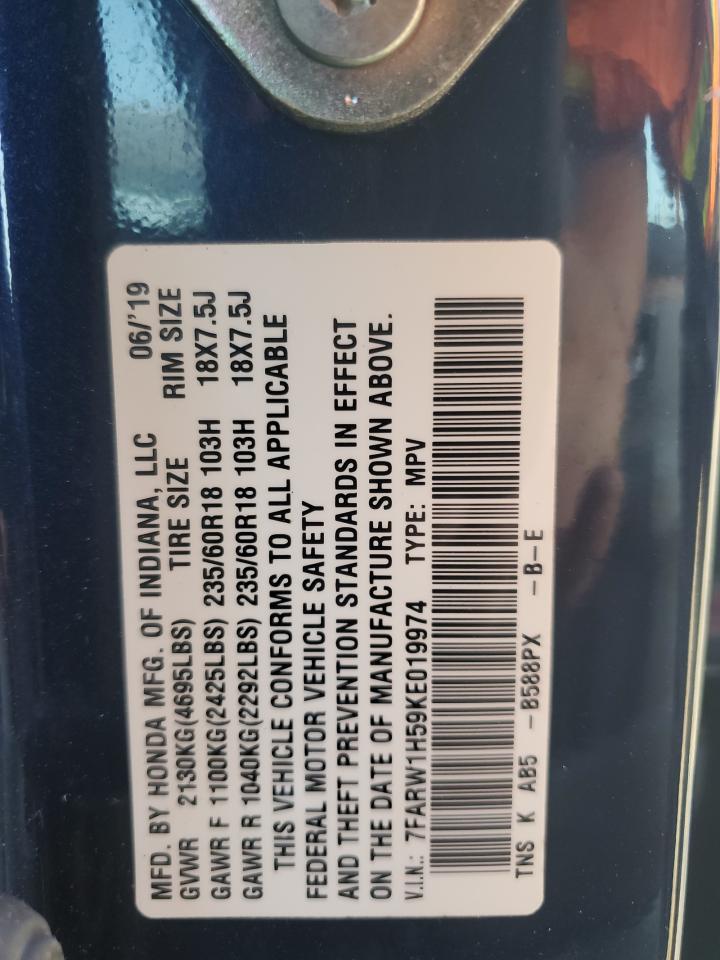 MFD. BY HONDA MFG. OF INDIANA, LLC 06/'19
GVWR 2130KG(4695LBS) TIRE SIZE RIM SIZE
GAWR F 1100KG(2425LBS) 235/60R18 103H 18X7.5J
GAWR R 1040KG(2292LBS) 235/60R18 103H 18X7.5J
THIS VEHICLE CONFORMS TO ALL APPLICABLE
FEDERAL MOTOR VEHICLE SAFETY
AND THEFT PREVENTION STANDARDS IN EFFECT
ON THE DATE OF MANUFACTURE SHOWN ABOVE.
V.I.N.: 7FARW1H59KE019974 TYPE: MPV
TNS K AB5 -B588PX -B-E